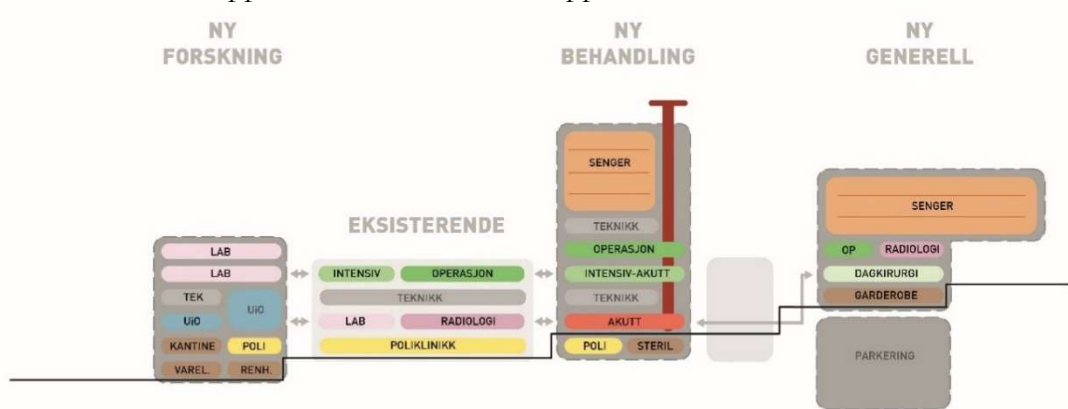 NY
FORSKNING
LAB
LAB
TEK
UiO
UiO
KANTINE
POLI
VAREL.
RENH.
EKSISTERENDE
INTENSIV
OPERASJON
TEKNIKK
LAB
RADIOLOGI
POLIKLINIKK
NY
BEHANDLING
SENGER
TEKNIKK
OPERASJON
INTENSIV-AKUTT
TEKNIKK
AKUTT
POLI
STERIL
NY
GENERELL
SENGER
OP
RADIOLOGI
DAGKIRURGI
GARDEROBE
PARKERING